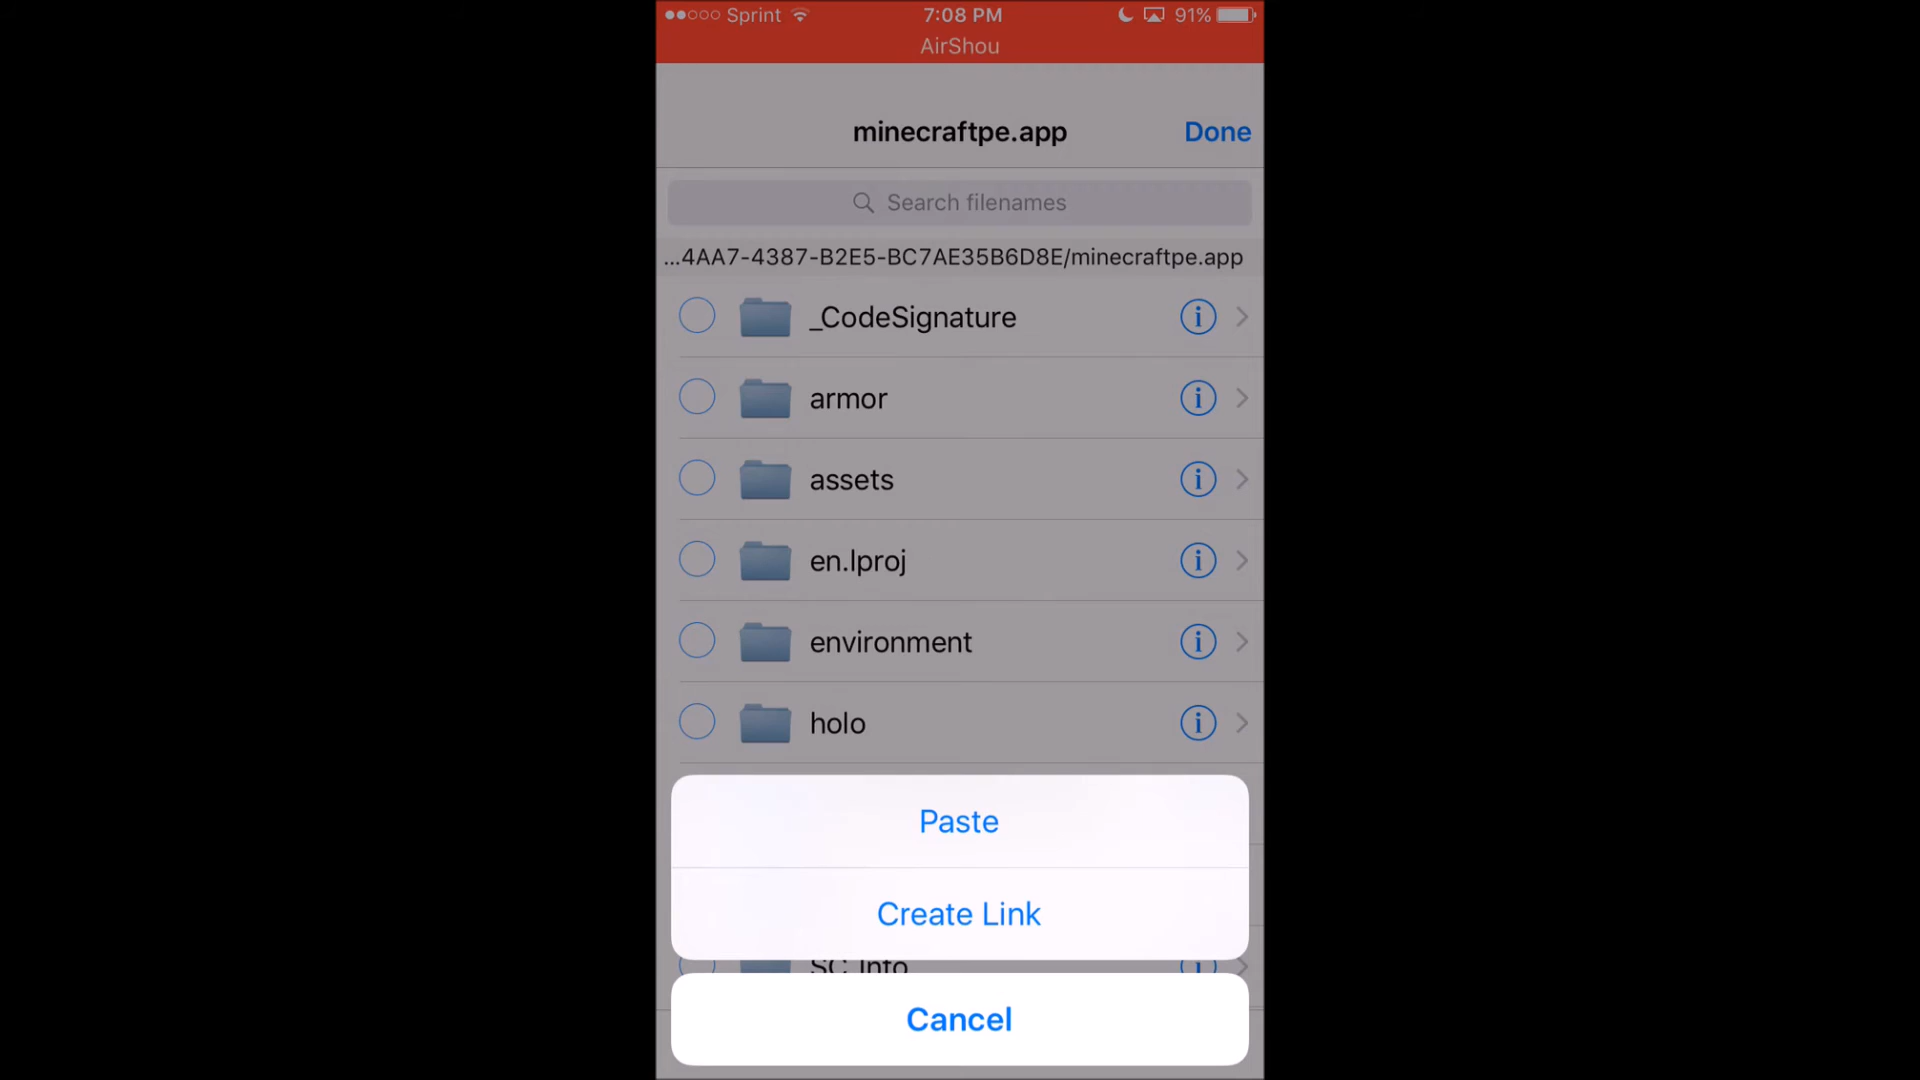 Sprint 7:08 PM 91%
AirShou
minecraftpe.app Done
Search filenames
...4AA7-4387-B2E5-BC7AE35B6D8E/minecraftpe.app
_CodeSignature
armor
assets
en.lproj
environment
holo
Paste
Create Link
SC_Info
Cancel